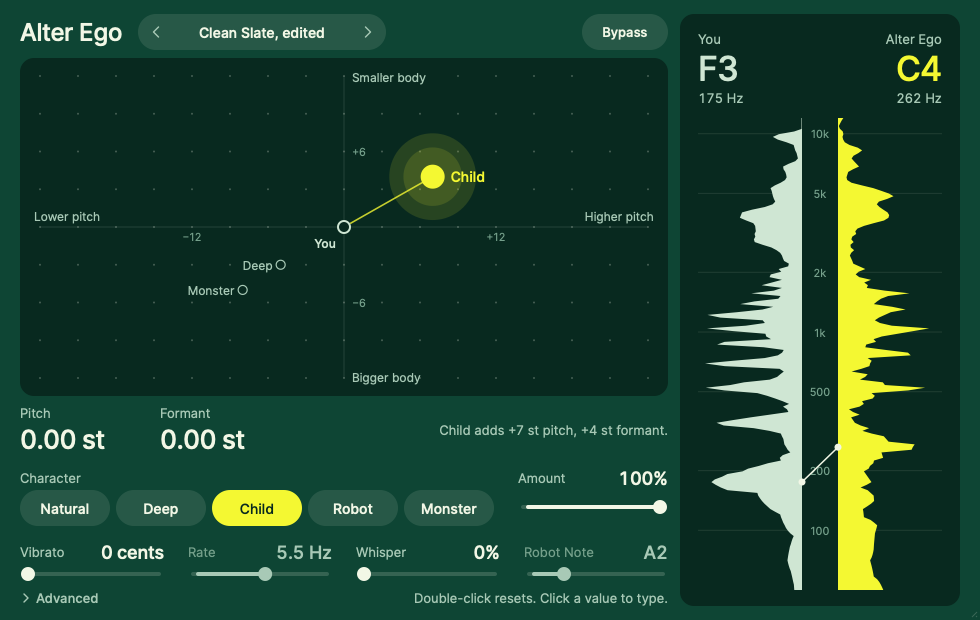 Alter Ego
Clean Slate, edited
Bypass
Smaller body
+6
Child
Lower pitch
Higher pitch
−12
+12
You
Deep
Monster
−6
Bigger body
You
Alter Ego
F3
C4
175 Hz
262 Hz
10k
5k
2k
1k
500
200
100
Pitch
Formant
0.00 st
0.00 st
Child adds +7 st pitch, +4 st formant.
Character
Amount
100%
Natural
Deep
Child
Robot
Monster
Vibrato
0 cents
Rate
5.5 Hz
Whisper
0%
Robot Note
A2
Advanced
Double-click resets. Click a value to type.